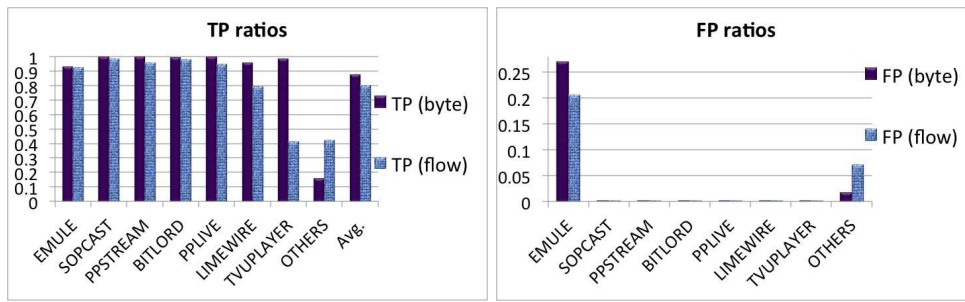 TP ratios
1
0.9
0.8
0.7
0.6
0.5
0.4
0.3
0.2
0.1
0
TP (byte)
TP (flow)
EMULE
SOPCAST
PPSTREAM
BITLORD
PPLIVE
LIMEWIRE
TVUPLAYER
OTHERS
Avg.
FP ratios
0.25
0.2
0.15
0.1
0.05
0
FP (byte)
FP (flow)
EMULE
SOPCAST
PPSTREAM
BITLORD
PPLIVE
LIMEWIRE
TVUPLAYER
OTHERS